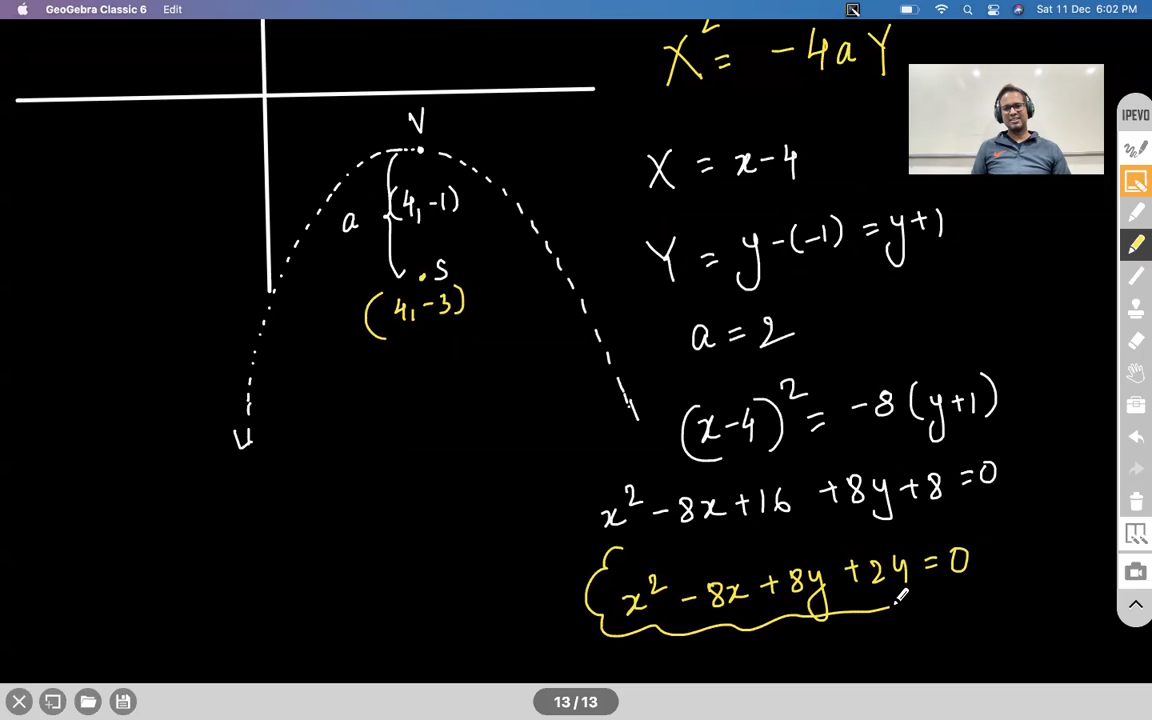 GeoGebra Classic 6 Edit Sat 11 Dec 6:02 PM
X² = -4aY
IPEVO
V
X = x-4
(4, -1)
a
Y = y-(-1) = y+1
S
(4, -3)
a = 2
(x-4)² = -8(y+1)
x² - 8x + 16 + 8y + 8 = 0
x² - 8x + 8y + 24 = 0
13 / 13